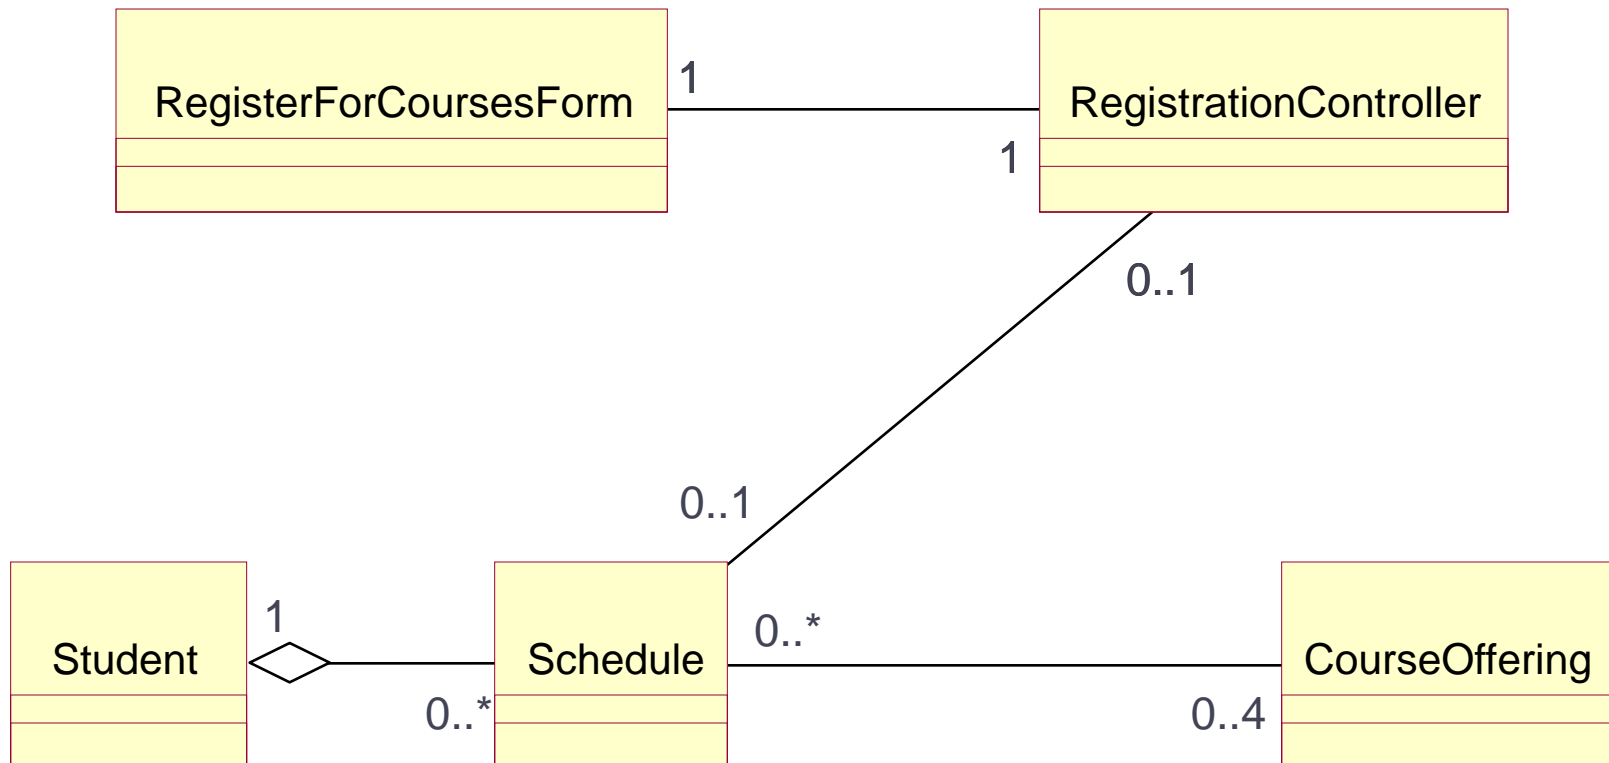 RegisterForCoursesForm
1
1
RegistrationController
0..1
0..1
Student
1
0..*
Schedule
0..*
0..4
CourseOffering